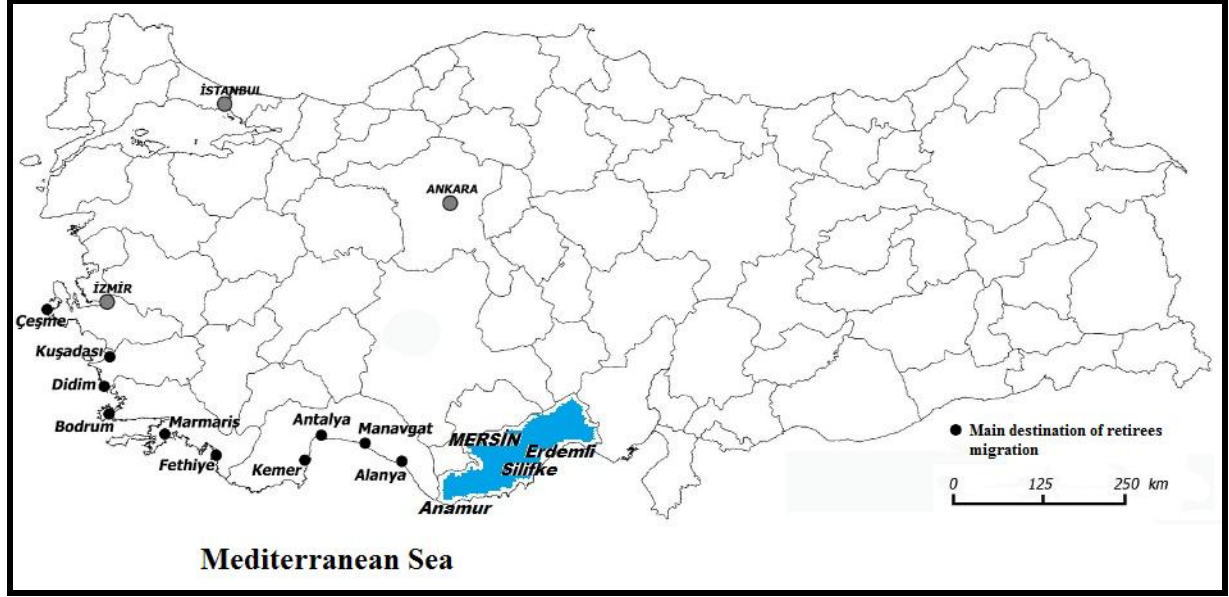 İSTANBUL
ANKARA
İZMİR
Çeşme
Kuşadası
Didim
Bodrum
Marmaris
Fethiye
Kemer
Antalya
Manavgat
Alanya
MERSİN
Erdemli
Silifke
Anamur
Main destination of retirees
migration
0 125 250 km
Mediterranean Sea